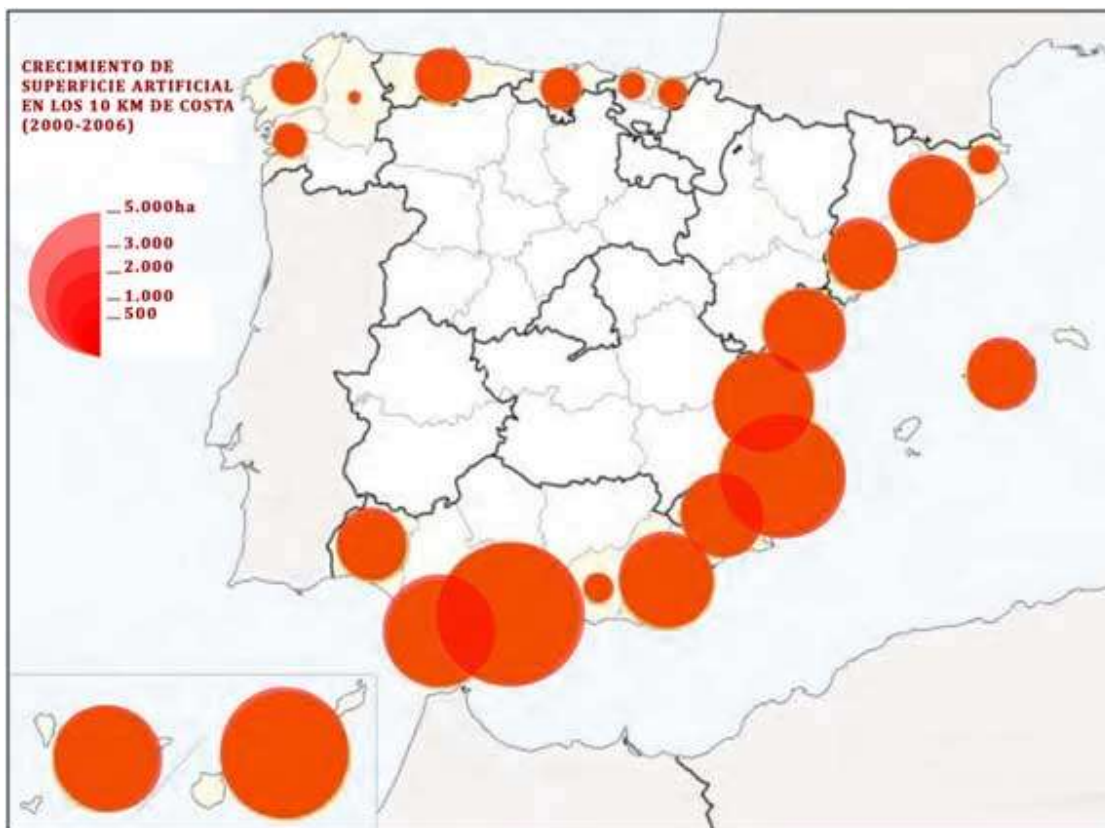 CRECIMIENTO DE
SUPERFICIE ARTIFICIAL
EN LOS 10 KM DE COSTA
(2000-2006)
5.000ha
3.000
2.000
1.000
500